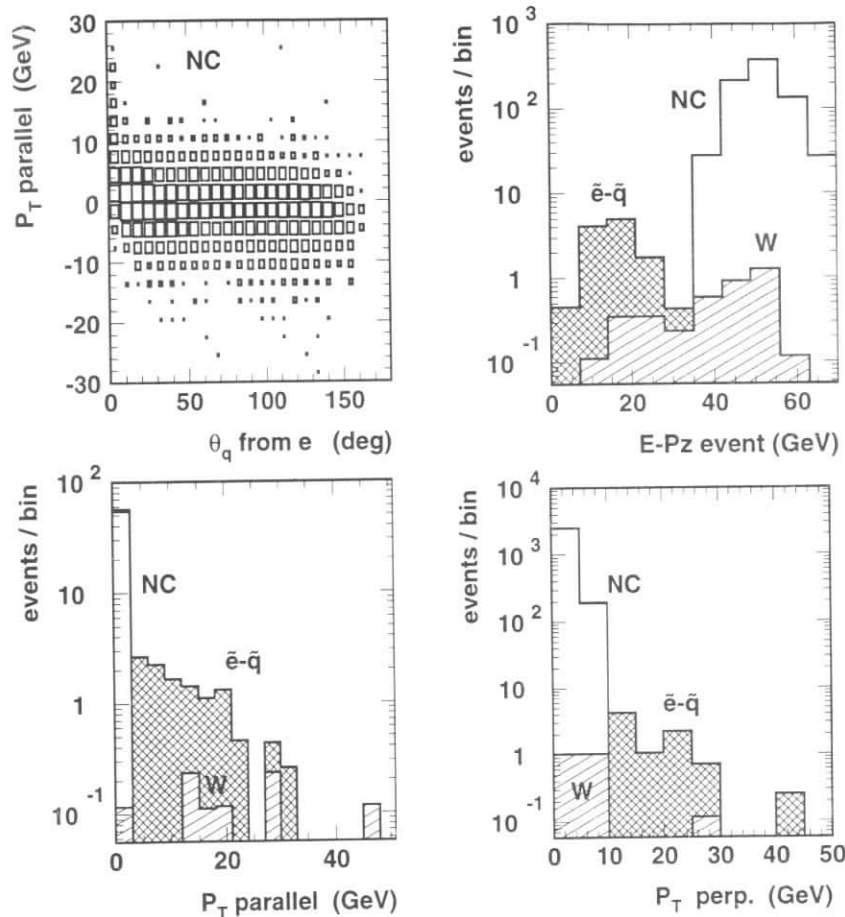 P_T parallel (GeV)
30
20
10
0
-10
-20
-30
NC
0 50 100 150
θ_q from e (deg)
events / bin
10^3
10^2
10
1
10^-1
NC
ẽ-q̃
W
0 20 40 60
E-Pz event (GeV)
events / bin
10^2
10
1
10^-1
NC
ẽ-q̃
W
0 20 40
P_T parallel (GeV)
events / bin
10^4
10^3
10^2
10
1
10^-1
NC
ẽ-q̃
W
0 10 20 30 40 50
P_T perp. (GeV)